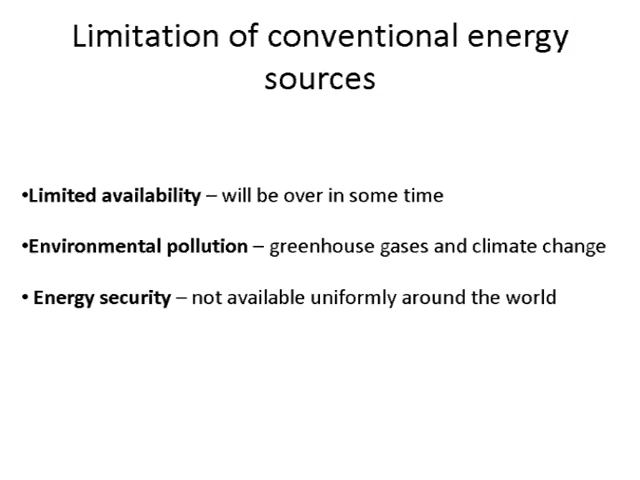 Limitation of conventional energy
sources
•Limited availability – will be over in some time
•Environmental pollution – greenhouse gases and climate change
• Energy security – not available uniformly around the world